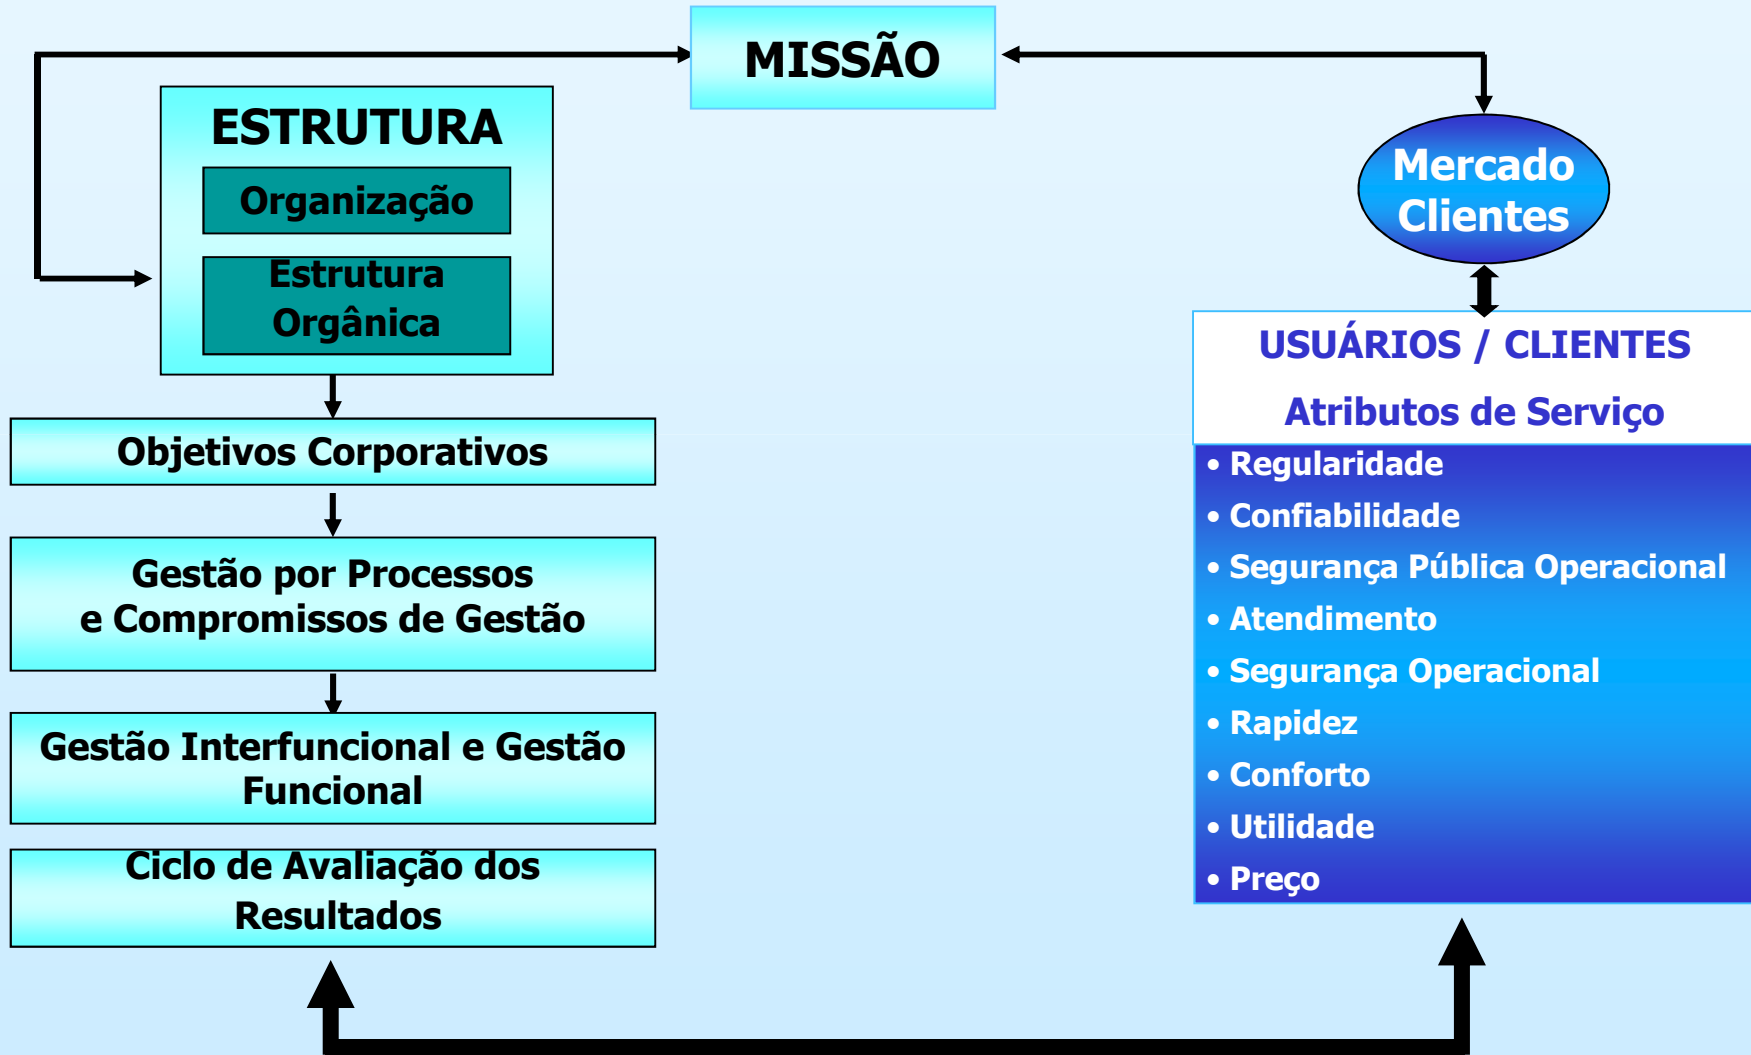 MISSÃO
ESTRUTURA
Organização
Estrutura
Orgânica
Objetivos Corporativos
Gestão por Processos
e Compromissos de Gestão
Gestão Interfuncional e Gestão
Funcional
Ciclo de Avaliação dos
Resultados
Mercado
Clientes
USUÁRIOS / CLIENTES
Atributos de Serviço
• Regularidade
• Confiabilidade
• Segurança Pública Operacional
• Atendimento
• Segurança Operacional
• Rapidez
• Conforto
• Utilidade
• Preço